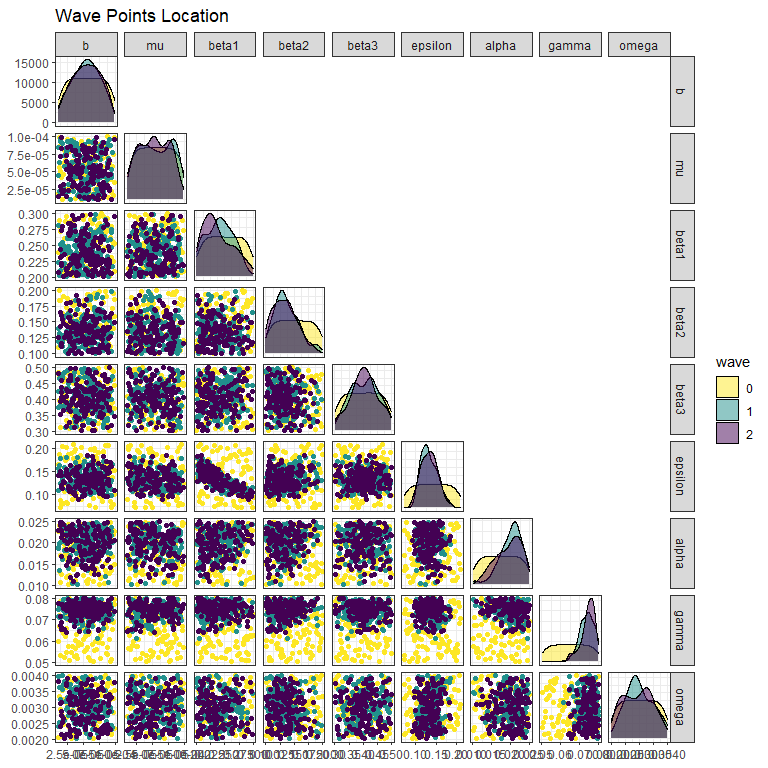 Wave Points Location
b mu beta1 beta2 beta3 epsilon alpha gamma omega
15000
10000
5000
0
b
1.0e-04
7.5e-05
5.0e-05
2.5e-05
mu
0.300
0.275
0.250
0.225
0.200
beta1
0.200
0.175
0.150
0.125
0.100
beta2
0.50
0.45
0.40
0.35
0.30
beta3
wave
0
1
2
0.20
0.15
0.10
epsilon
0.025
0.020
0.015
0.010
alpha
0.08
0.07
0.06
0.05
gamma
0.0040
0.0035
0.0030
0.0025
0.0020
omega